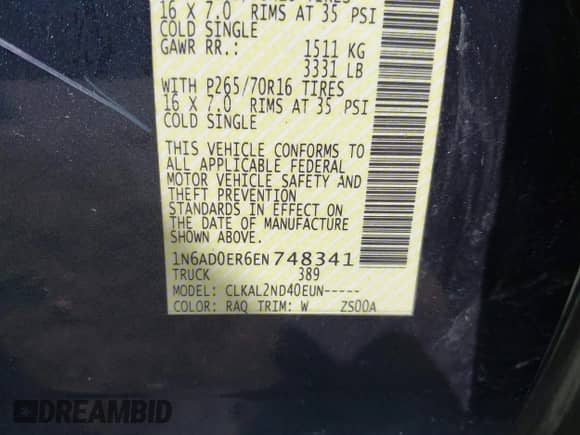 16 X 7.0 RIMS AT 35 PSI
COLD SINGLE
GAWR RR.: 1511 KG
3331 LB
WITH P265/70R16 TIRES
16 X 7.0 RIMS AT 35 PSI
COLD SINGLE
THIS VEHICLE CONFORMS TO
ALL APPLICABLE FEDERAL
MOTOR VEHICLE SAFETY AND
THEFT PREVENTION
STANDARDS IN EFFECT ON
THE DATE OF MANUFACTURE
SHOWN ABOVE.
1N6AD0ER6EN 748341
TRUCK 389
MODEL: CLKAL2ND40EUN-----
COLOR: RAQ TRIM: W ZS00A
DREAMBID